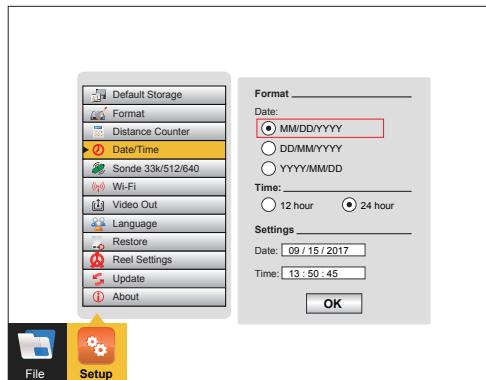 Default Storage
Format
Distance Counter
Date/Time
Sonde 33k/512/640
Wi-Fi
Video Out
Language
Restore
Reel Settings
Update
About
Format
Date:
MM/DD/YYYY
DD/MM/YYYY
YYYY/MM/DD
Time:
12 hour 24 hour
Settings
Date: 09 / 15 / 2017
Time: 13 : 50 : 45
OK
File Setup